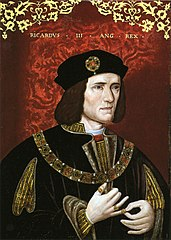 RICARDVS · III · ANG · REX ·